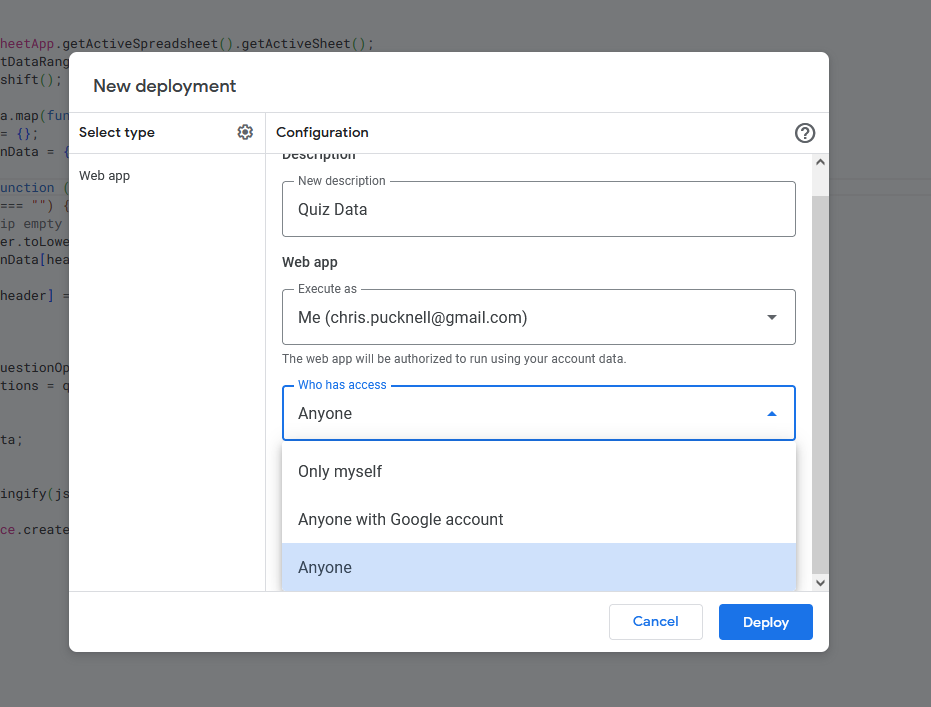 heetApp.getActiveSpreadsheet().getActiveSheet();
tDataRang
shift();
a.map(fun
= {};
nData = {
unction (
=== "") {
ip empty
er.toLowe
nData[hea
header] =
uestionOp
tions = q
ta;
ingify(js
ce.create
New deployment
Select type
Web app
Configuration
Description
New description
Quiz Data
Web app
Execute as
Me (chris.pucknell@gmail.com)
The web app will be authorized to run using your account data.
Who has access
Anyone
Only myself
Anyone with Google account
Anyone
Cancel
Deploy